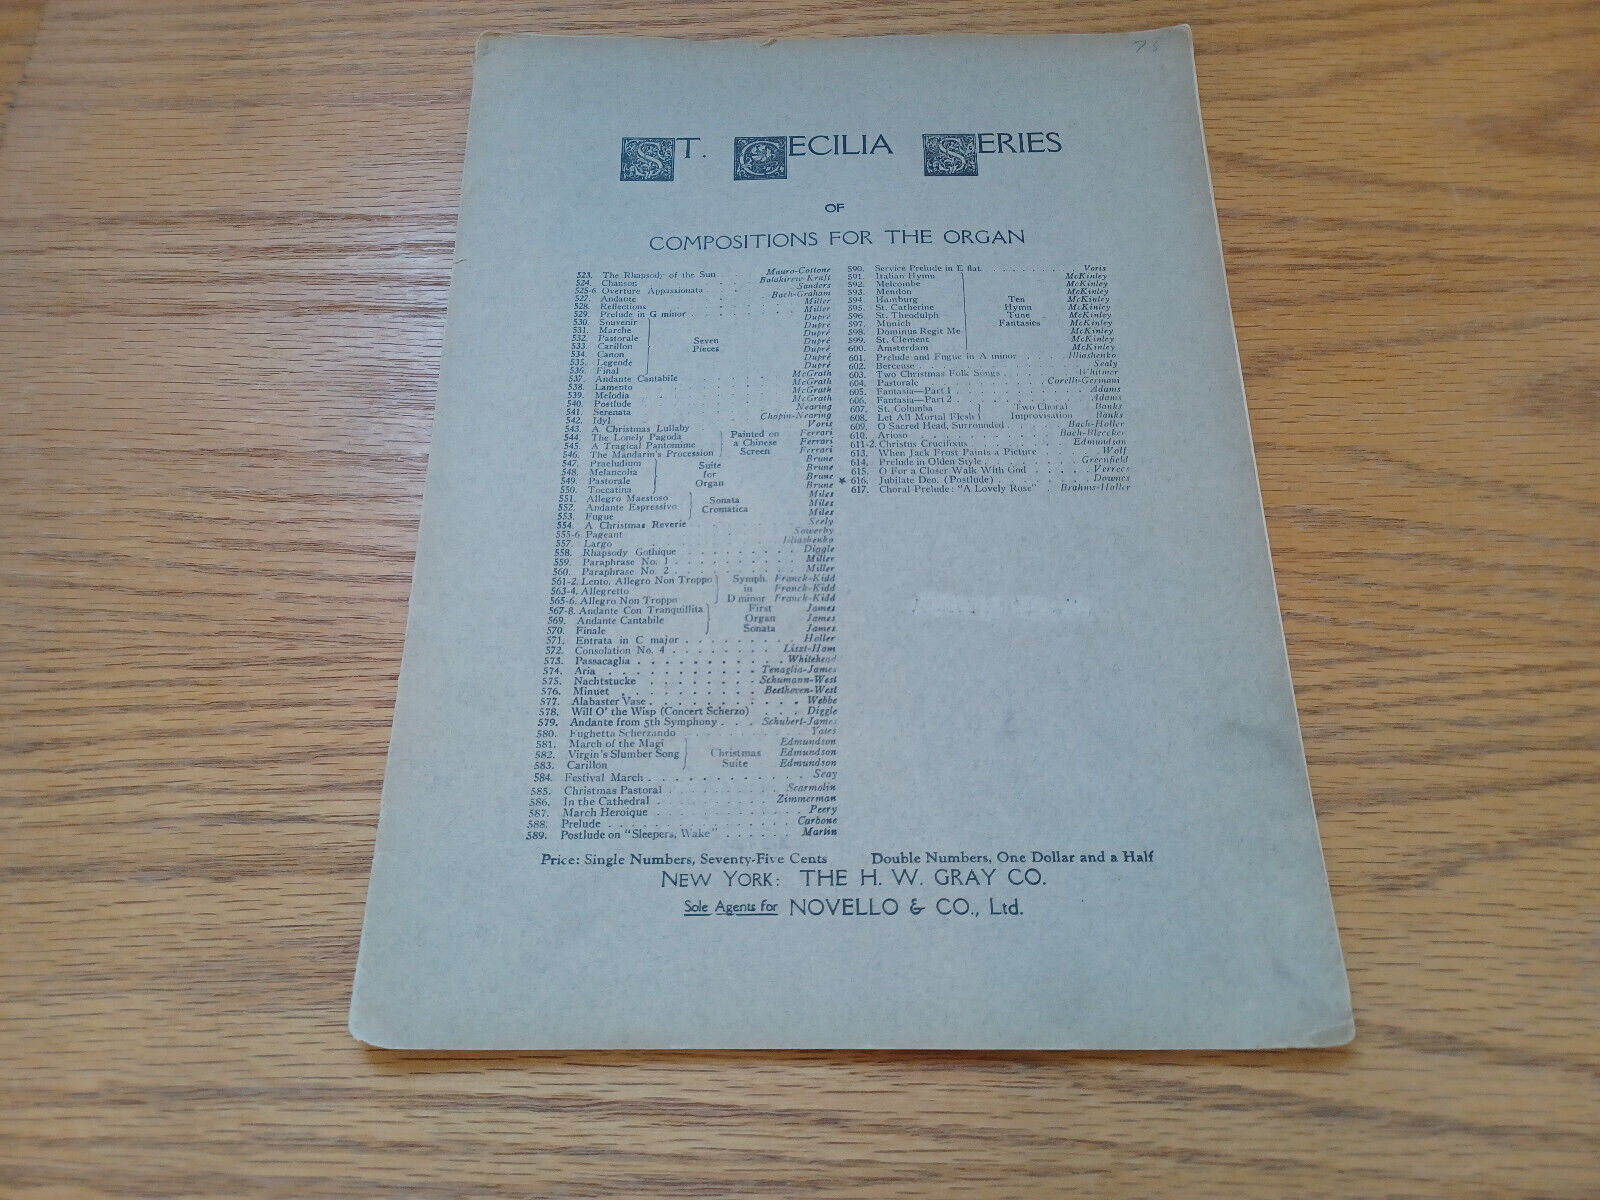 75
ST. CECILIA SERIES
OF
COMPOSITIONS FOR THE ORGAN
523. The Rhapsody of the Sun . . Mauro-Cottone
524. Chanson . . . . Balakirew-Kraft
525-6. Overture Appassionata . . . Sanders
527. Andante . . . . Bach-Graham
528. Reflections . . . . Miller
529. Prelude in G minor . . . . Miller
530. Souvenir Dupré
531. Marche Dupré
532. Pastorale Dupré
533. Carillon Seven Dupré
534. Canon Pieces Dupré
535. Legende Dupré
536. Final Dupré
537. Andante Cantabile . . . . McGrath
538. Lamento . . . . McGrath
539. Melodia . . . . McGrath
540. Postlude . . . . McGrath
541. Serenata . . . . Nearing
542. Idyl . . . . Chapin-Nearing
543. A Christmas Lullaby . . . . Voris
544. The Lonely Pagoda Painted on Ferrari
545. A Tragical Pantomime a Chinese Ferrari
546. The Mandarin's Procession Screen Ferrari
547. Praeludium Brune
548. Melancolia Suite Brune
549. Pastorale for Brune
550. Toccatina Organ Brune
551. Allegro Maestoso Miles
552. Andante Espressivo Sonata Miles
553. Fugue Cromatica Miles
554. A Christmas Reverie . . . . Seely
555-6. Pageant . . . . Sowerby
557. Largo . . . . Illiashenko
558. Rhapsody Gothique . . . . Diggle
559. Paraphrase No. 1 . . . . Miller
560. Paraphrase No. 2 . . . . Miller
561-2. Lento, Allegro Non Troppo Symph. Franck-Kidd
563-4. Allegretto in Franck-Kidd
565-6. Allegro Non Troppo D minor Franck-Kidd
567-8. Andante Con Tranquillita First James
569. Andante Cantabile Organ James
570. Finale Sonata James
571. Entrata in C major . . . . Holler
572. Consolation No. 4 . . . . Liszt-Ham
573. Passacaglia . . . . Whitehead
574. Aria . . . . Tenaglia-James
575. Nachtstucke . . . . Schumann-West
576. Minuet . . . . Beethoven-West
577. Alabaster Vase . . . . Webbe
578. Will O' the Wisp (Concert Scherzo) . . . Diggle
579. Andante from 5th Symphony . . . Schubert-James
580. Fughetta Scherzando . . . . Yates
581. March of the Magi Edmundson
582. Virgin's Slumber Song Christmas Edmundson
583. Carillon Suite Edmundson
584. Festival March . . . . Seay
585. Christmas Pastoral . . . . Scarmolin
586. In the Cathedral . . . . Zimmerman
587. March Heroique . . . . Peery
588. Prelude . . . . Carbone
589. Postlude on "Sleepers, Wake" . . . . Martin
590. Service Prelude in E flat . . . . Voris
591. Italian Hymn McKinley
592. Melcombe McKinley
593. Mendon McKinley
594. Hamburg Ten McKinley
595. St. Catherine Hymn McKinley
596. St. Theodulph Tune McKinley
597. Munich Fantasies McKinley
598. Dominus Regit Me McKinley
599. St. Clement McKinley
600. Amsterdam McKinley
601. Prelude and Fugue in A minor . . . . Illiashenko
602. Berceuse . . . . Sealy
603. Two Christmas Folk Songs . . . . Whitmer
604. Pastorale . . . . Corelli-Germani
605. Fantasia—Part 1 . . . . Adams
606. Fantasia—Part 2 . . . . Adams
607. St. Columba Two Choral Banks
608. Let All Mortal Flesh Improvisation Banks
609. O Sacred Head, Surrounded . . . . Bach-Holler
610. Arioso . . . . Bach-Bleecker
611-2. Christus Crucifixus . . . . Edmundson
613. When Jack Frost Paints a Picture . . . . Wolf
614. Prelude in Olden Style . . . . Greenfield
615. O For a Closer Walk With God . . . . Verrees
★ 616. Jubilate Deo. (Postlude) . . . . Downes
617. Choral Prelude: "A Lovely Rose" . . . . Brahms-Holler
Price: Single Numbers, Seventy-Five Cents Double Numbers, One Dollar and a Half
NEW YORK: THE H. W. GRAY CO.
Sole Agents for NOVELLO & CO., Ltd.